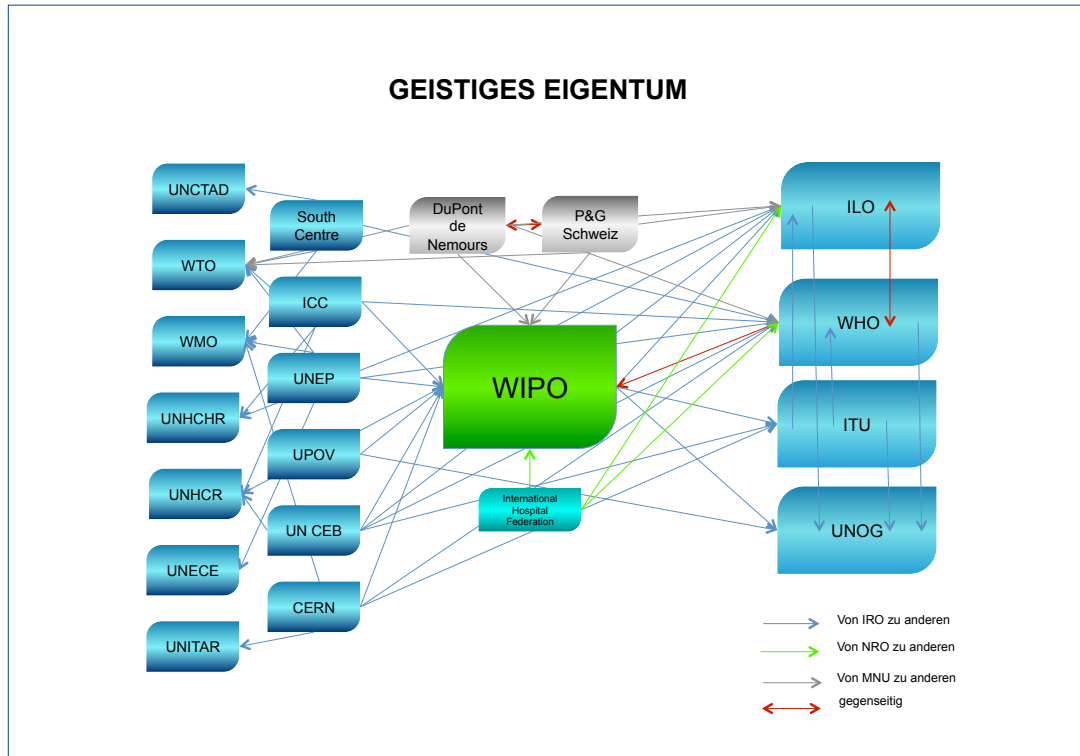 GEISTIGES EIGENTUM
UNCTAD
WTO
WMO
UNHCHR
UNHCR
UNECE
UNITAR
South
Centre
ICC
UNEP
UPOV
UN CEB
CERN
DuPont
de
Nemours
P&G
Schweiz
WIPO
International
Hospital
Federation
ILO
WHO
ITU
UNOG
Von IRO zu anderen
Von NRO zu anderen
Von MNU zu anderen
gegenseitig